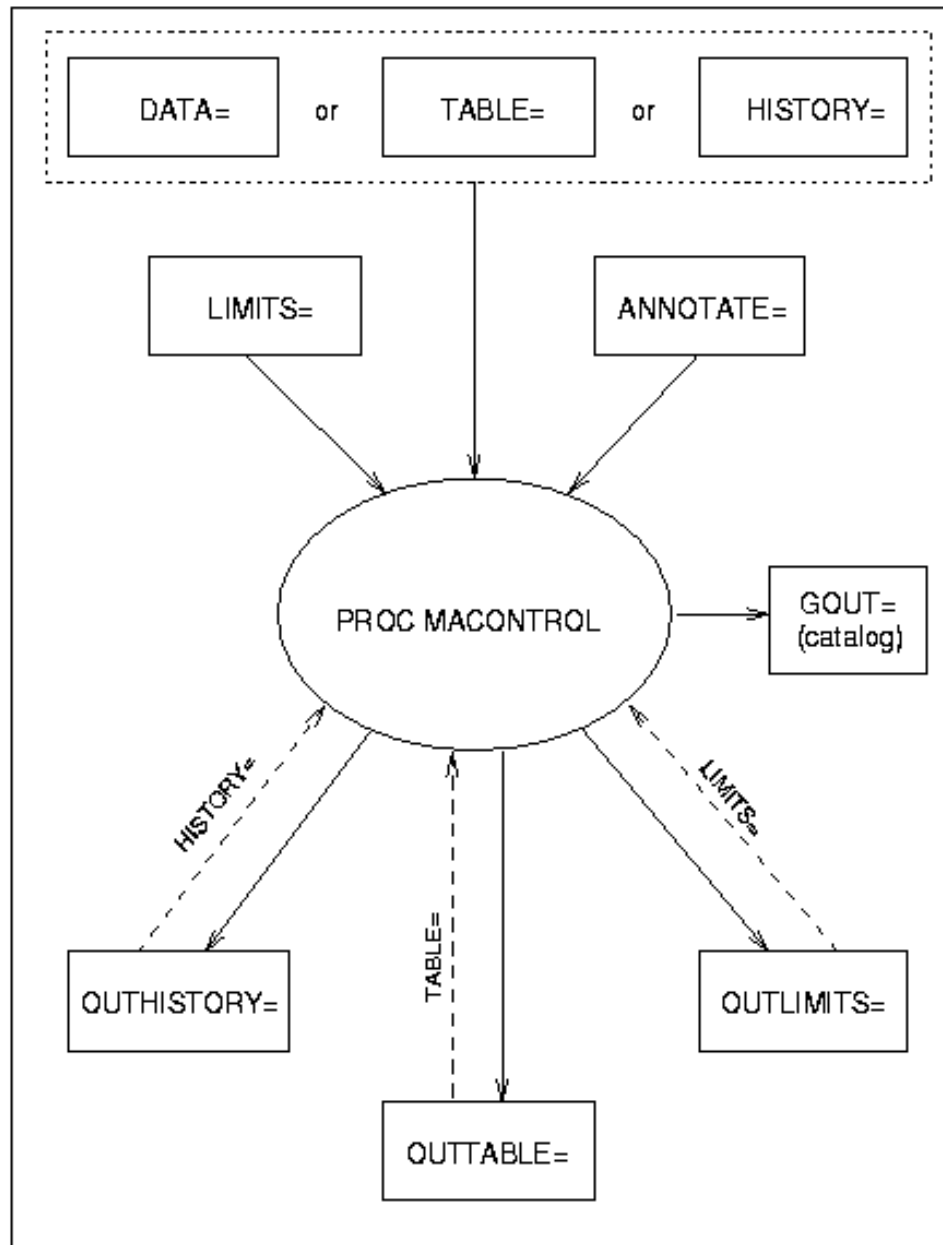 DATA= or TABLE= or HISTORY=
LIMITS=
ANNOTATE=
PROC MACONTROL
GOUT=
(catalog)
HISTORY=
TABLE=
LIMITS=
OUTHISTORY=
OUTLIMITS=
OUTTABLE=